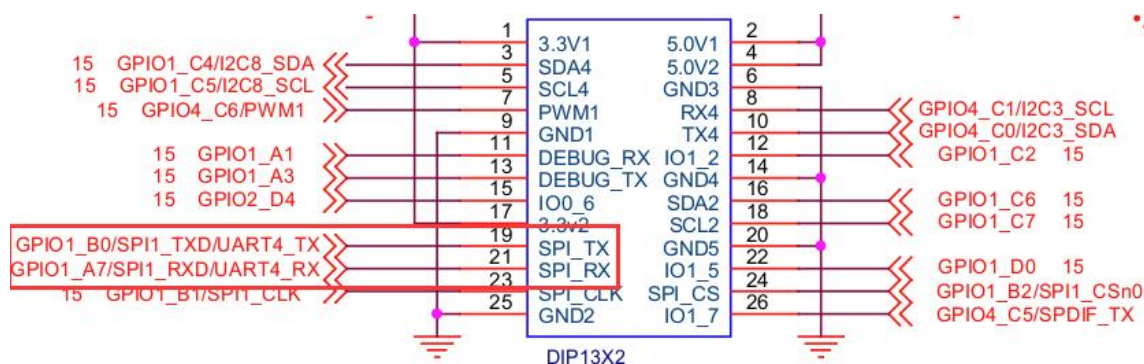 1 2
3.3V1 5.0V1
15 GPIO1_C4/I2C8_SDA 3 SDA4 5.0V2 4
15 GPIO1_C5/I2C8_SCL 5 SCL4 GND3 6
15 GPIO4_C6/PWM1 7 PWM1 RX4 8 GPIO4_C1/I2C3_SCL
9 GND1 TX4 10 GPIO4_C0/I2C3_SDA
15 GPIO1_A1 11 DEBUG_RX IO1_2 12 GPIO1_C2 15
15 GPIO1_A3 13 DEBUG_TX GND4 14
15 GPIO2_D4 15 IO0_6 SDA2 16 GPIO1_C6 15
17 3.3v2 SCL2 18 GPIO1_C7 15
GPIO1_B0/SPI1_TXD/UART4_TX 19 SPI_TX GND5 20
GPIO1_A7/SPI1_RXD/UART4_RX 21 SPI_RX IO1_5 22 GPIO1_D0 15
15 GPIO1_B1/SPI1_CLK 23 SPI_CLK SPI_CS 24 GPIO1_B2/SPI1_CSn0
25 GND2 IO1_7 26 GPIO4_C5/SPDIF_TX
DIP13X2